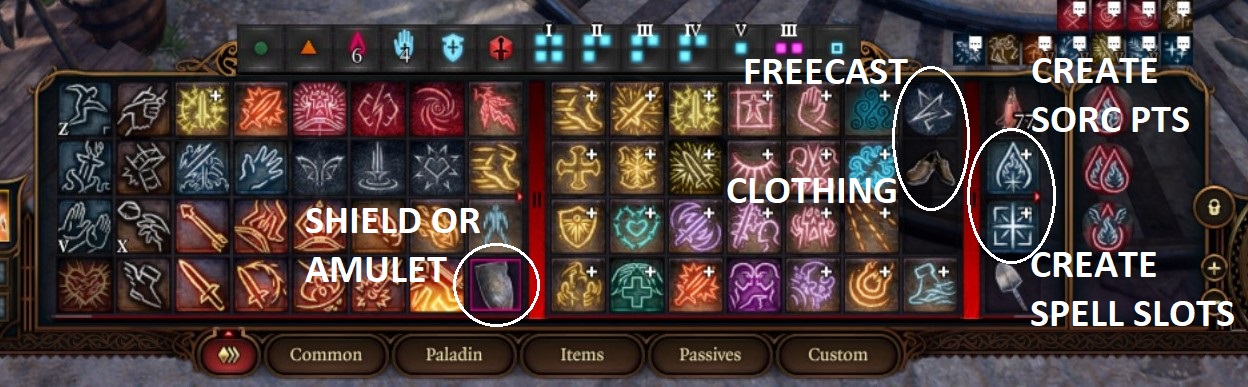 I II III IV V III
6 4
FREECAST CREATE
SORC PTS
Z 77
CLOTHING
SHIELD OR
AMULET
V X
CREATE
SPELL SLOTS
Common Paladin Items Passives Custom